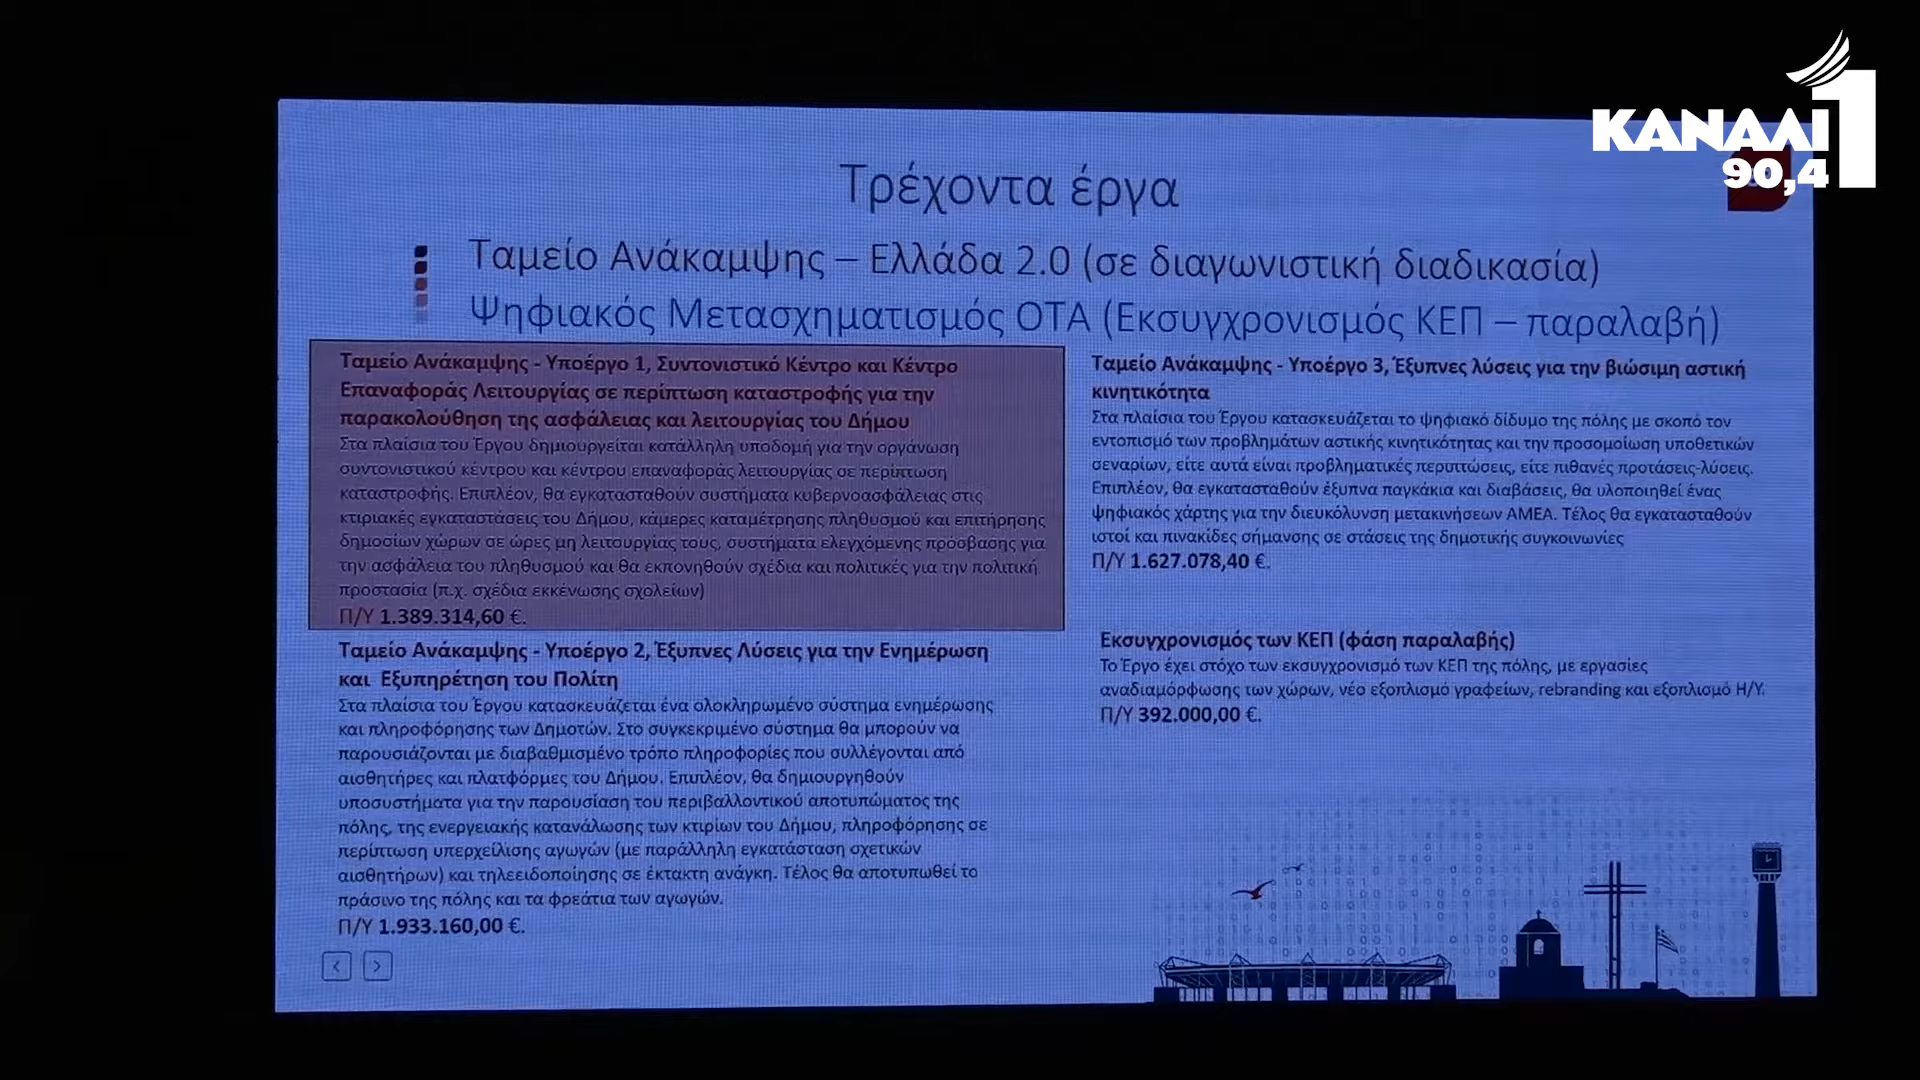 ΚΑΝΑΛΙ 1
90,4
Τρέχοντα έργα
Ταμείο Ανάκαμψης – Ελλάδα 2.0 (σε διαγωνιστική διαδικασία)
Ψηφιακός Μετασχηματισμός ΟΤΑ (Εκσυγχρονισμός ΚΕΠ – παραλαβή)
Ταμείο Ανάκαμψης - Υποέργο 1, Συντονιστικό Κέντρο και Κέντρο
Επαναφοράς Λειτουργίας σε περίπτωση καταστροφής για την
παρακολούθηση της ασφάλειας και λειτουργίας του Δήμου
Στα πλαίσια του Έργου δημιουργείται κατάλληλη υποδομή για την οργάνωση
συντονιστικού κέντρου και κέντρου επαναφοράς λειτουργίας σε περίπτωση
καταστροφής. Επιπλέον, θα εγκατασταθούν συστήματα κυβερνοασφάλειας στις
κτιριακές εγκαταστάσεις του Δήμου, κάμερες καταμέτρησης πληθυσμού και επιτήρησης
δημοσίων χώρων σε ώρες μη λειτουργίας τους, συστήματα ελεγχόμενης πρόσβασης για
την ασφάλεια του πληθυσμού και θα εκπονηθούν σχέδια και πολιτικές για την πολιτική
προστασία (π.χ. σχέδια εκκένωσης σχολείων)
Π/Υ 1.389.314,60 €.
Ταμείο Ανάκαμψης - Υποέργο 2, Έξυπνες Λύσεις για την Ενημέρωση
και Εξυπηρέτηση του Πολίτη
Στα πλαίσια του Έργου κατασκευάζεται ένα ολοκληρωμένο σύστημα ενημέρωσης
και πληροφόρησης των Δημοτών. Στο συγκεκριμένο σύστημα θα μπορούν να
παρουσιάζονται με διαβαθμισμένο τρόπο πληροφορίες που συλλέγονται από
αισθητήρες και πλατφόρμες του Δήμου. Επιπλέον, θα δημιουργηθούν
υποσυστήματα για την παρουσίαση του περιβαλλοντικού αποτυπώματος της
πόλης, της ενεργειακής κατανάλωσης των κτιρίων του Δήμου, πληροφόρησης σε
περίπτωση υπερχείλισης αγωγών (με παράλληλη εγκατάσταση σχετικών
αισθητήρων) και τηλεειδοποίησης σε έκτακτη ανάγκη. Τέλος θα αποτυπωθεί το
πράσινο της πόλης και τα φρεάτια των αγωγών.
Π/Υ 1.933.160,00 €.
Ταμείο Ανάκαμψης - Υποέργο 3, Έξυπνες λύσεις για την βιώσιμη αστική
κινητικότητα
Στα πλαίσια του Έργου κατασκευάζεται το ψηφιακό δίδυμο της πόλης με σκοπό τον
εντοπισμό των προβλημάτων αστικής κινητικότητας και την προσομοίωση υποθετικών
σεναρίων, είτε αυτά είναι προβληματικές περιπτώσεις, είτε πιθανές προτάσεις-λύσεις.
Επιπλέον, θα εγκατασταθούν έξυπνα παγκάκια και διαβάσεις, θα υλοποιηθεί ένας
ψηφιακός χάρτης για την διευκόλυνση μετακινήσεων ΑΜΕΑ. Τέλος θα εγκατασταθούν
ιστοί και πινακίδες σήμανσης σε στάσεις της δημοτικής συγκοινωνίες
Π/Υ 1.627.078,40 €.
Εκσυγχρονισμός των ΚΕΠ (φάση παραλαβής)
Το Έργο έχει στόχο των εκσυγχρονισμό των ΚΕΠ της πόλης, με εργασίες
αναδιαμόρφωσης των χώρων, νέο εξοπλισμό γραφείων, rebranding και εξοπλισμό Η/Υ.
Π/Υ 392.000,00 €.